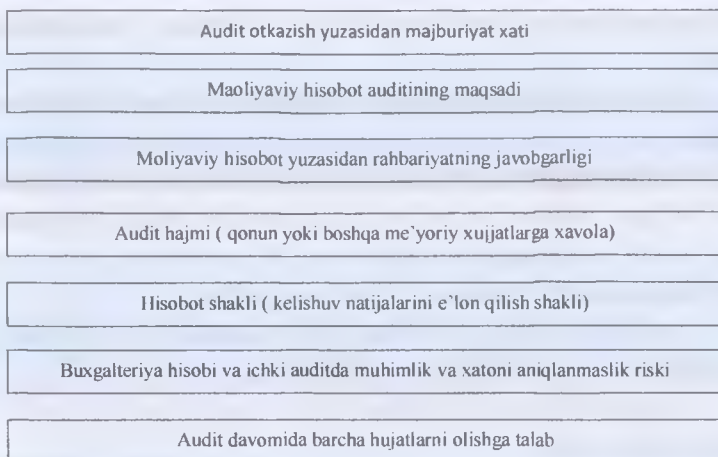 Audit otkazish yuzasidan majburiyat xati
Maoliyaviy hisobot auditining maqsadi
Moliyaviy hisobot yuzasidan rahbariyatning javobgarligi
Audit hajmi ( qonun yoki boshqa me`yoriy xujjatlarga xavola)
Hisobot shakli ( kelishuv natijalarini e`lon qilish shakli)
Buxgalteriya hisobi va ichki auditda muhimlik va xatoni aniqlanmaslik riski
Audit davomida barcha hujatlarni olishga talab